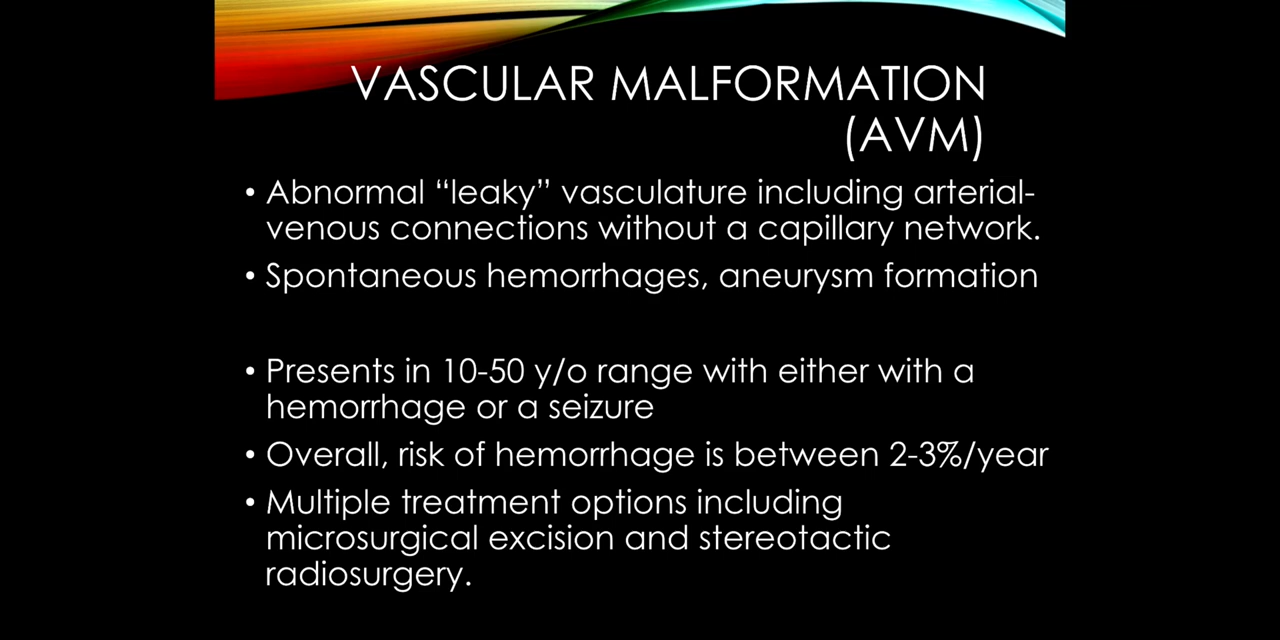 VASCULAR MALFORMATION
(AVM)
• Abnormal “leaky” vasculature including arterial-
venous connections without a capillary network.
• Spontaneous hemorrhages, aneurysm formation
• Presents in 10-50 y/o range with either with a
hemorrhage or a seizure
• Overall, risk of hemorrhage is between 2-3%/year
• Multiple treatment options including
microsurgical excision and stereotactic
radiosurgery.